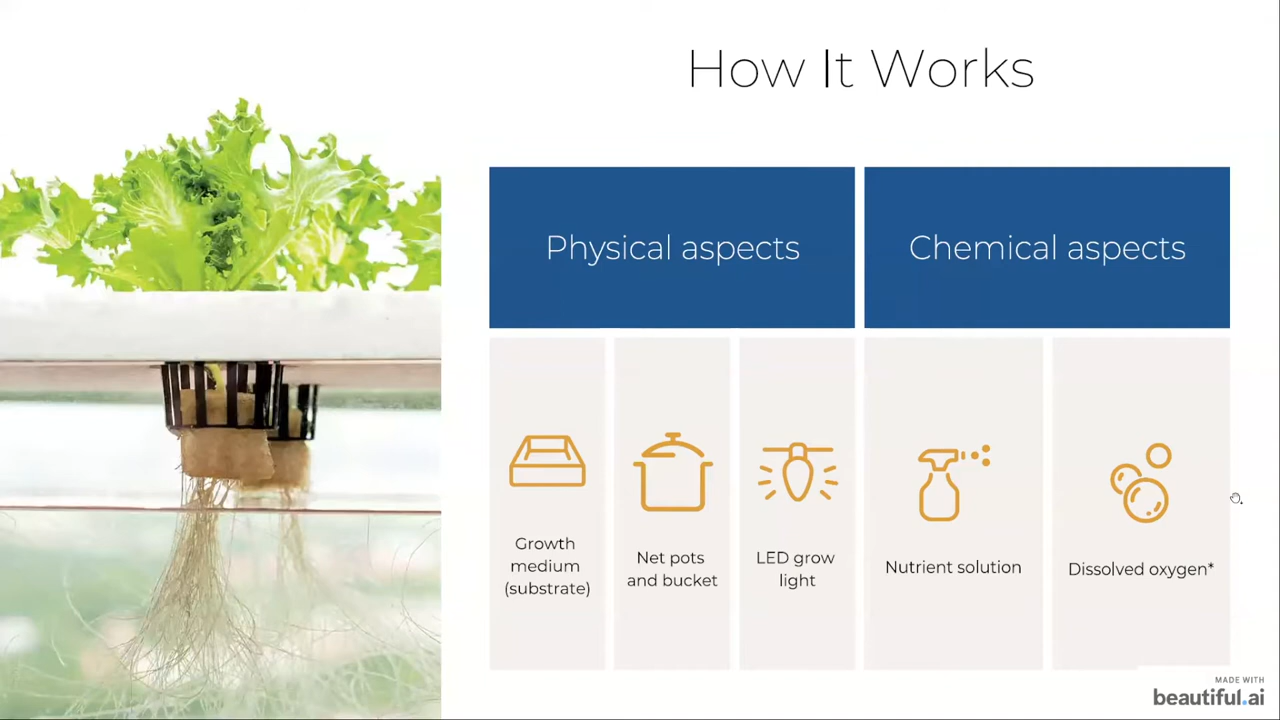 How It Works
Physical aspects
Chemical aspects
Growth
medium
(substrate)
Net pots
and bucket
LED grow
light
Nutrient solution
Dissolved oxygen*
MADE WITH
beautiful.ai